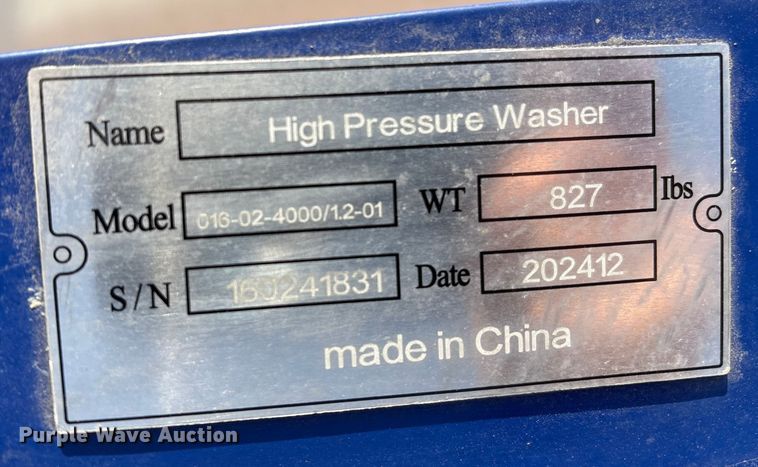 Name High Pressure Washer
Model 016-02-4000/1.2-01 WT 827 lbs
S/N 160241831 Date 202412
made in China
Purple Wave Auction